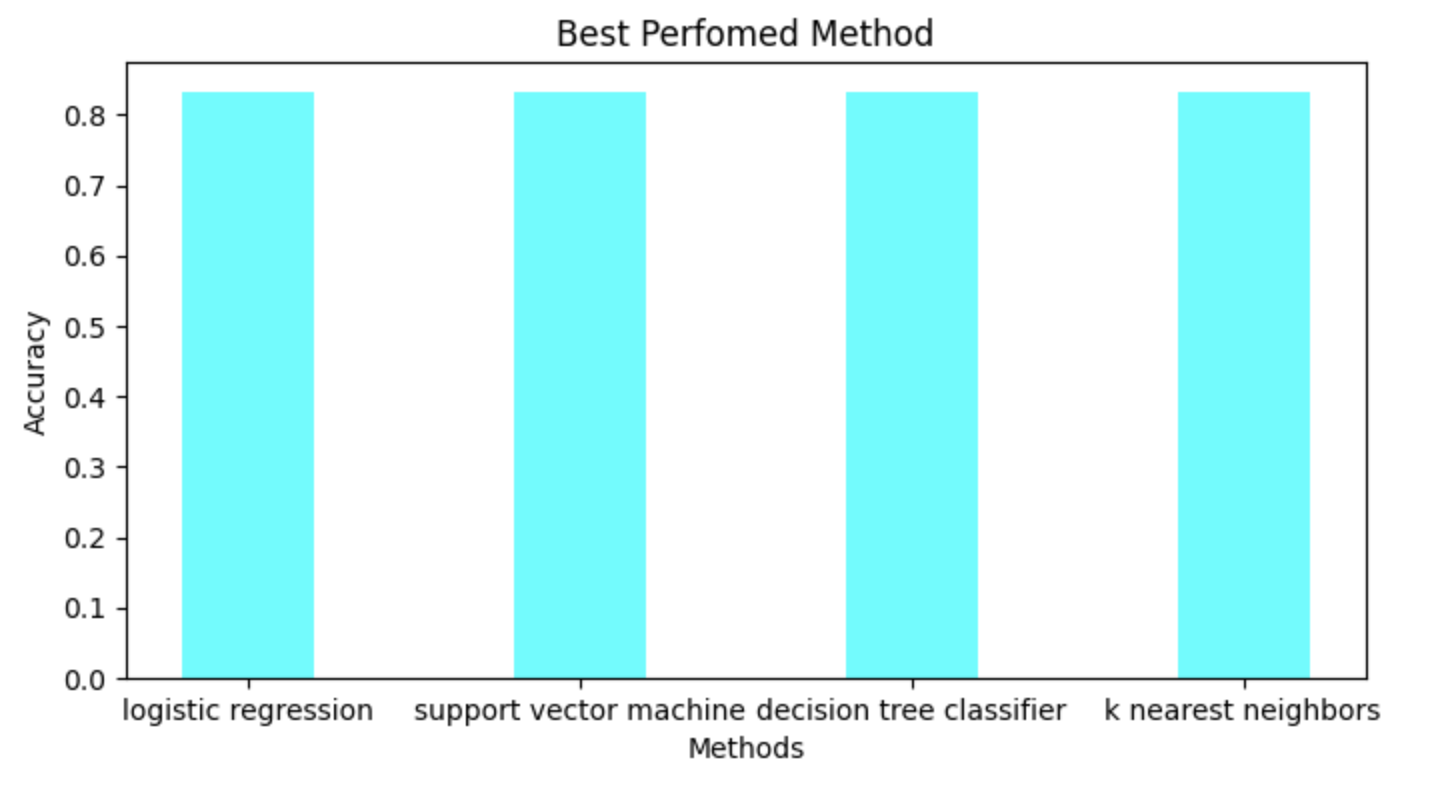 Best Perfomed Method
0.8
0.7
0.6
0.5
0.4
0.3
0.2
0.1
0.0
Accuracy
logistic regression
support vector machine
decision tree classifier
k nearest neighbors
Methods